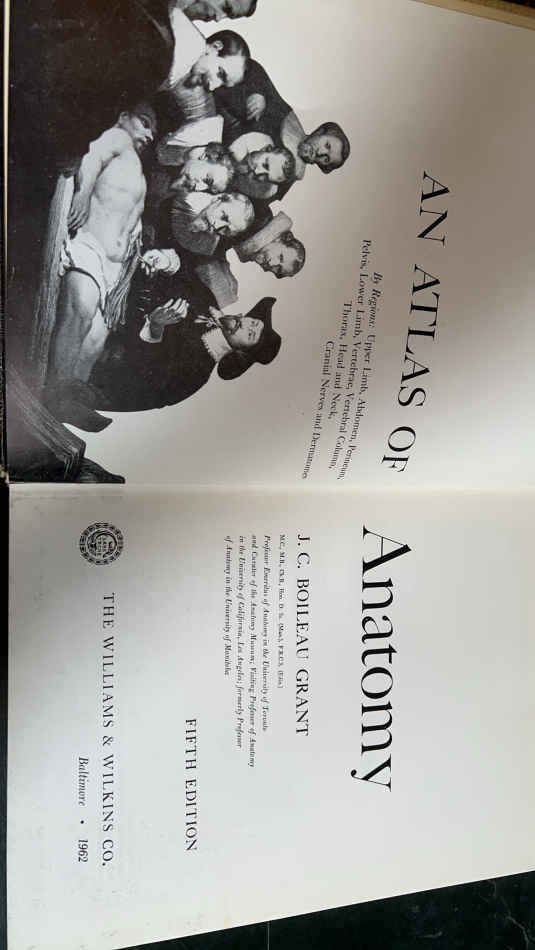 AN ATLAS OF
By Regions: Upper Limb, Abdomen, Perineum,
Pelvis, Lower Limb, Vertebrae, Vertebral Column,
Thorax, Head and Neck,
Cranial Nerves and Dermatomes
Anatomy
J. C. BOILEAU GRANT
M.C., M.B., Ch.B., Hon. D. Sc. (Man.), F.R.C.S. (Edin.)
Professor Emeritus of Anatomy in the University of Toronto
and Curator of the Anatomy Museum; Visiting Professor of Anatomy
in the University of California, Los Angeles; formerly Professor
of Anatomy in the University of Manitoba
FIFTH EDITION
THE WILLIAMS & WILKINS CO.
Baltimore • 1962